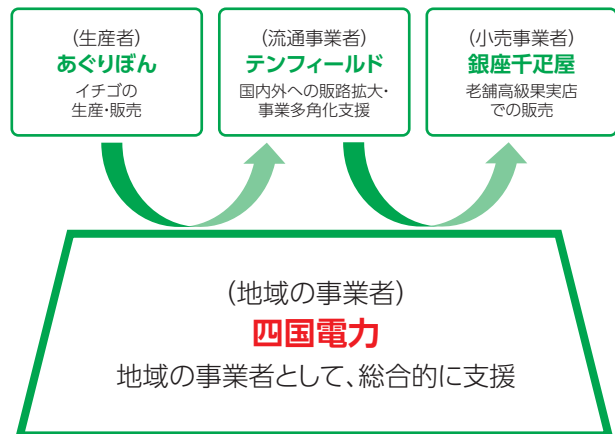 (生産者)
あぐりぼん
イチゴの
生産・販売
(流通事業者)
テンフィールド
国内外への販路拡大・
事業多角化支援
(小売事業者)
銀座千疋屋
老舗高級果実店
での販売
(地域の事業者)
四国電力
地域の事業者として、総合的に支援